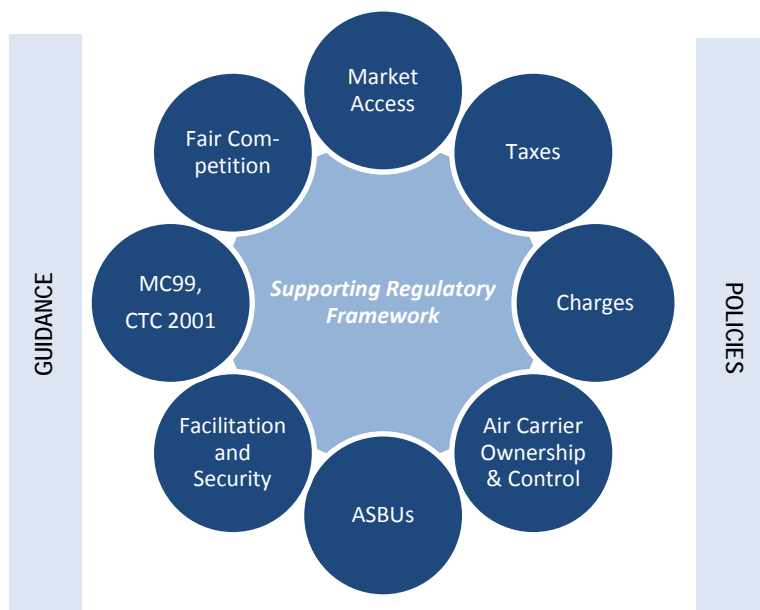 Market
Access
Taxes
Charges
Air Carrier
Ownership
& Control
ASBUs
Facilitation
and
Security
MC99,
CTC 2001
Fair Com-
petition
Supporting Regulatory
Framework
GUIDANCE
POLICIES